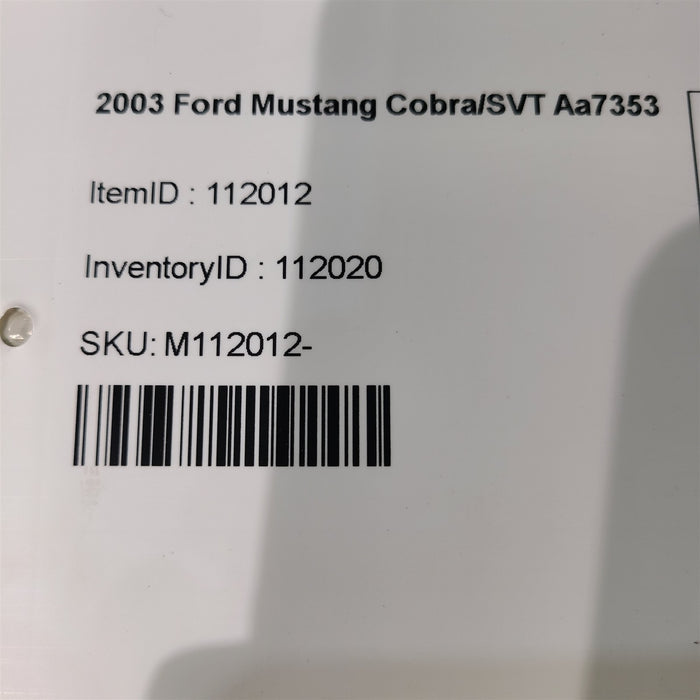 2003 Ford Mustang Cobra/SVT Aa7353
ItemID : 112012
InventoryID : 112020
SKU: M112012-